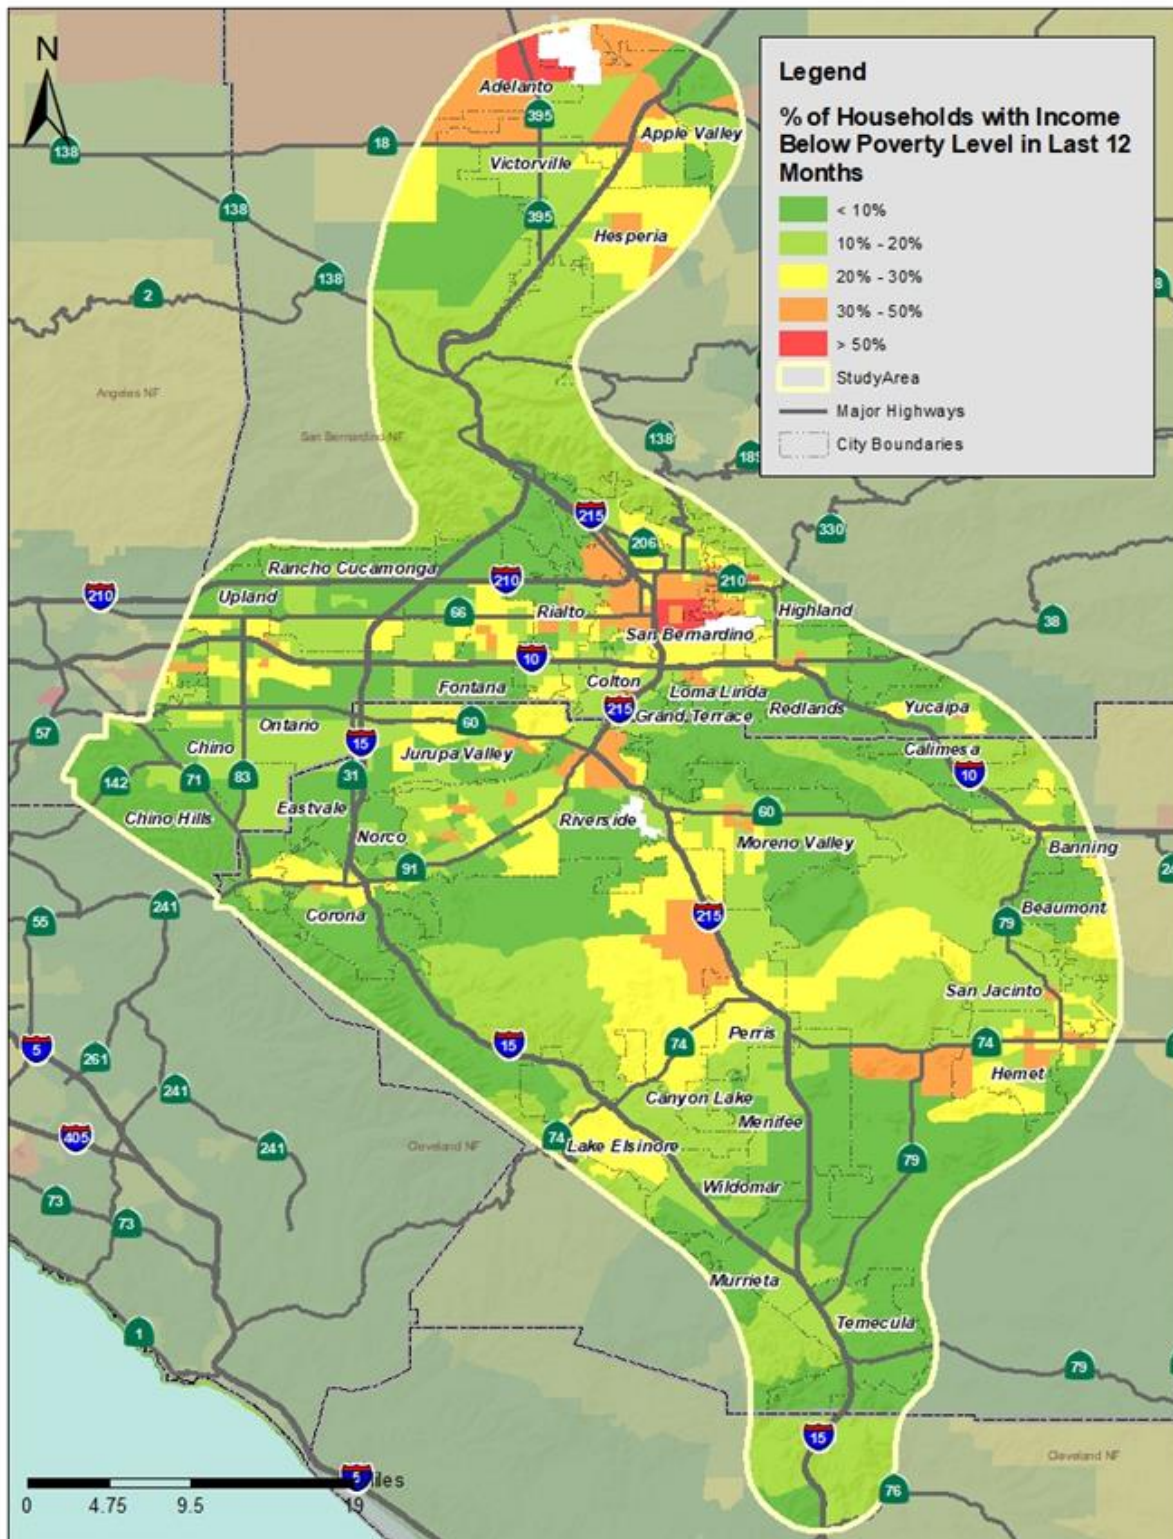 N
Legend
% of Households with Income
Below Poverty Level in Last 12
Months
< 10%
10% - 20%
20% - 30%
30% - 50%
> 50%
StudyArea
Major Highways
City Boundaries
Adelanto
395
18
138
Apple Valley
Victorville
138
395
Hesperia
138
2
8
Angeles NF
San Bernardino NF
138
189
215
206
330
Rancho Cucamonga
210
210
210
Upland
66
Rialto
Highland
38
San Bernardino
10
Fontana
Colton
Loma Linda
215
Grand Terrace
Redlands
Yucaipa
60
57
Ontario
Chino
15
Jurupa Valley
Calimesa
10
142
71
83
31
Eastvale
Chino Hills
Riverside
60
Norco
Moreno Valley
Banning
91
24
241
Corona
215
Beaumont
55
79
San Jacinto
5
15
Perris
74
74
261
Hemet
241
Canyon Lake
Menifee
405
74
Lake Elsinore
241
Cleveland NF
79
Wildomar
73
73
Murrieta
Temecula
1
79
15
Cleveland NF
5
iles
76
0
4.75
9.5
19